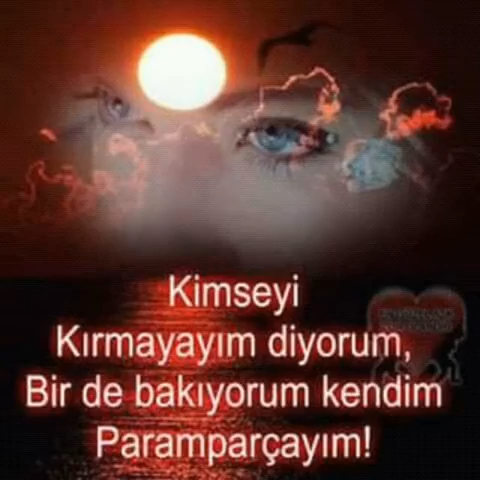 Kimseyi
Kırmayayım diyorum,
Bir de bakıyorum kendim
Paramparçayım!